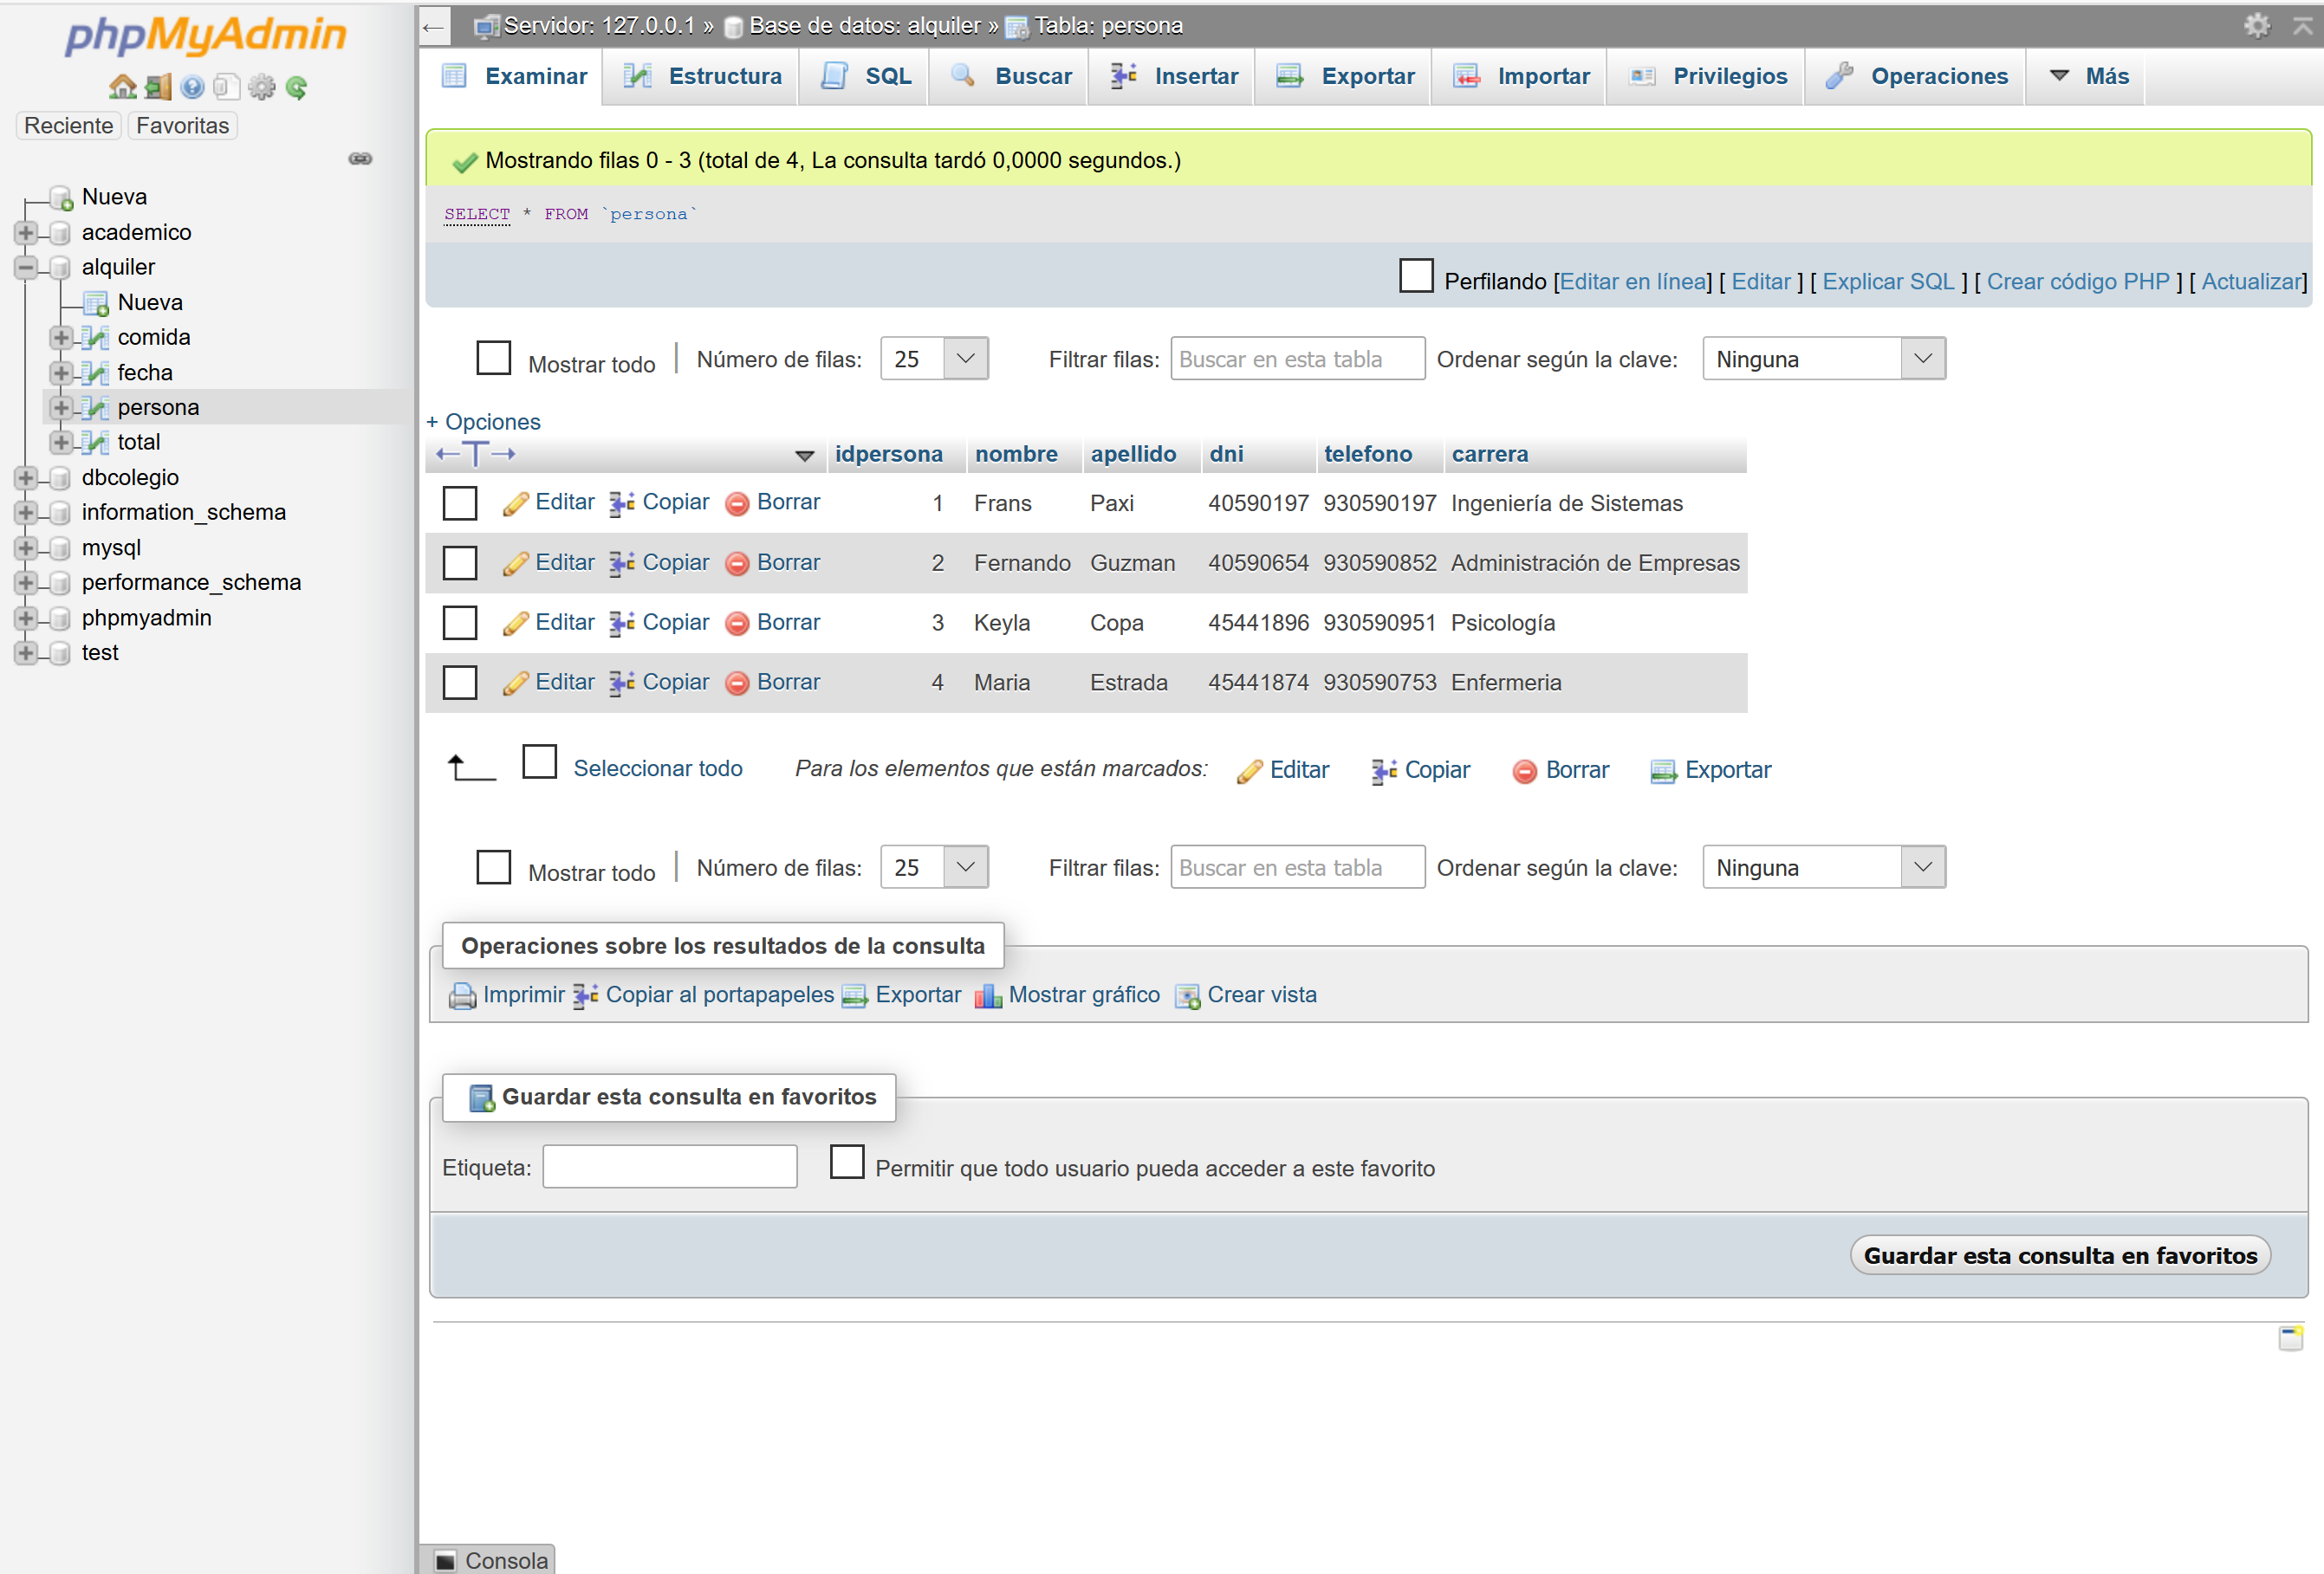 phpMyAdmin
Reciente Favoritas
Nueva
academico
alquiler
Nueva
comida
fecha
persona
total
dbcolegio
information_schema
mysql
performance_schema
phpmyadmin
test
← Servidor: 127.0.0.1 » Base de datos: alquiler » Tabla: persona
Examinar Estructura SQL Buscar Insertar Exportar Importar Privilegios Operaciones Más
Mostrando filas 0 - 3 (total de 4, La consulta tardó 0,0000 segundos.)
SELECT * FROM `persona`
Perfilando [Editar en línea] [ Editar ] [ Explicar SQL ] [ Crear código PHP ] [ Actualizar]
Mostrar todo | Número de filas: 25 Filtrar filas: Buscar en esta tabla Ordenar según la clave: Ninguna
+ Opciones
←T→ idpersona nombre apellido dni telefono carrera
Editar Copiar Borrar 1 Frans Paxi 40590197 930590197 Ingeniería de Sistemas
Editar Copiar Borrar 2 Fernando Guzman 40590654 930590852 Administración de Empresas
Editar Copiar Borrar 3 Keyla Copa 45441896 930590951 Psicología
Editar Copiar Borrar 4 Maria Estrada 45441874 930590753 Enfermeria
Seleccionar todo Para los elementos que están marcados: Editar Copiar Borrar Exportar
Mostrar todo | Número de filas: 25 Filtrar filas: Buscar en esta tabla Ordenar según la clave: Ninguna
Operaciones sobre los resultados de la consulta
Imprimir Copiar al portapapeles Exportar Mostrar gráfico Crear vista
Guardar esta consulta en favoritos
Etiqueta: Permitir que todo usuario pueda acceder a este favorito
Guardar esta consulta en favoritos
Consola